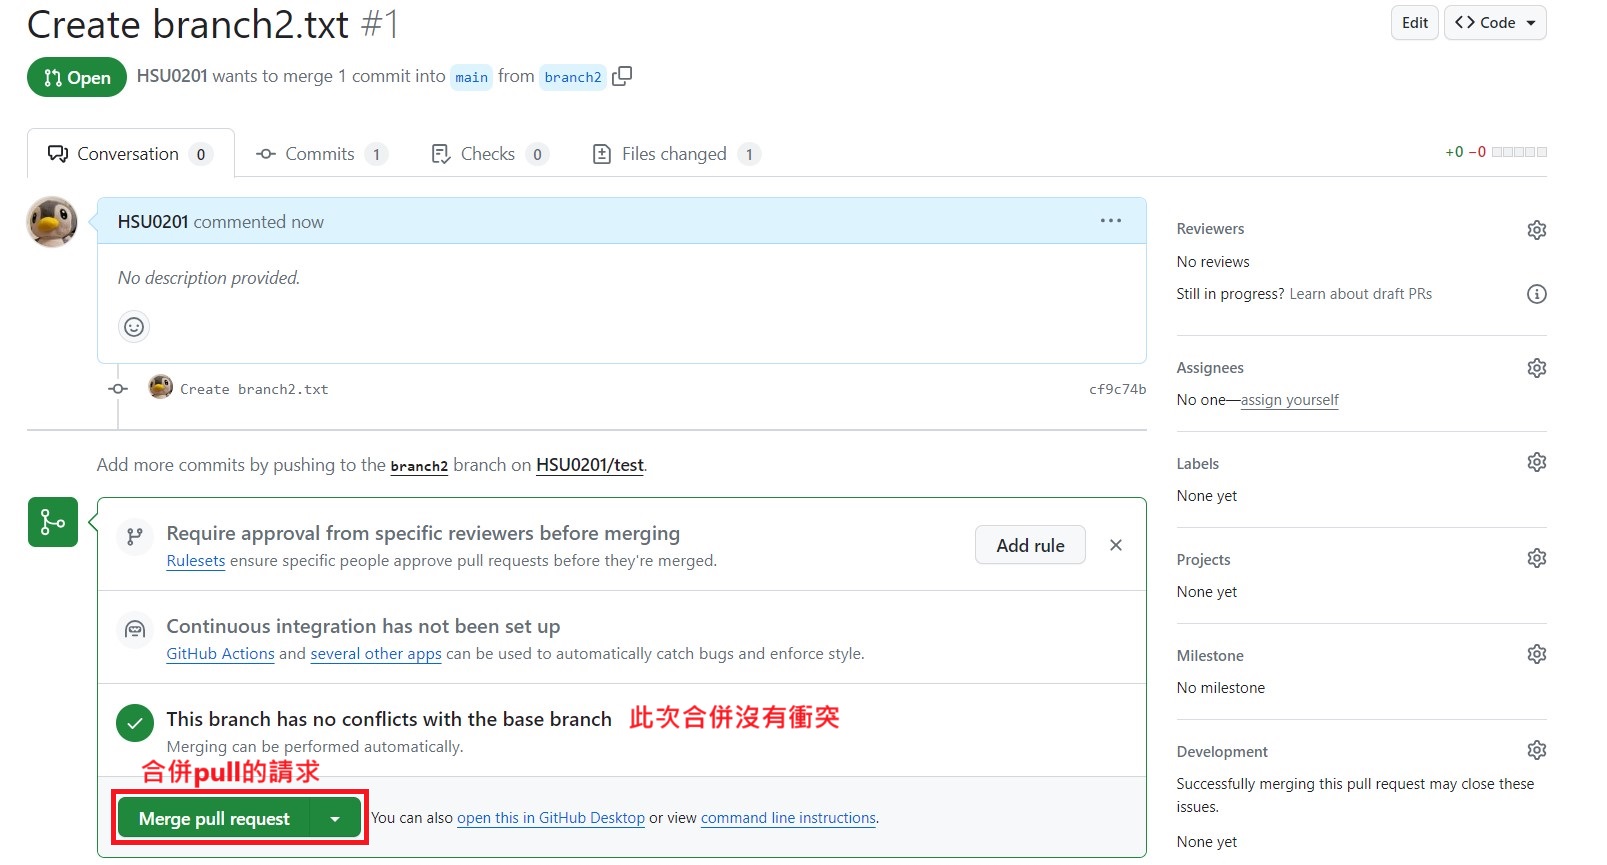 Create branch2.txt #1
Edit
Code
Open
HSU0201 wants to merge 1 commit into main from branch2
Conversation 0
Commits 1
Checks 0
Files changed 1
+0 −0
HSU0201 commented now
No description provided.
Create branch2.txt
cf9c74b
Add more commits by pushing to the branch2 branch on HSU0201/test.
Require approval from specific reviewers before merging
Rulesets ensure specific people approve pull requests before they're merged.
Add rule
Continuous integration has not been set up
GitHub Actions and several other apps can be used to automatically catch bugs and enforce style.
This branch has no conflicts with the base branch
此次合併沒有衝突
Merging can be performed automatically.
合併pull的請求
Merge pull request
You can also open this in GitHub Desktop or view command line instructions.
Reviewers
No reviews
Still in progress? Learn about draft PRs
Assignees
No one—assign yourself
Labels
None yet
Projects
None yet
Milestone
No milestone
Development
Successfully merging this pull request may close these
issues.
None yet